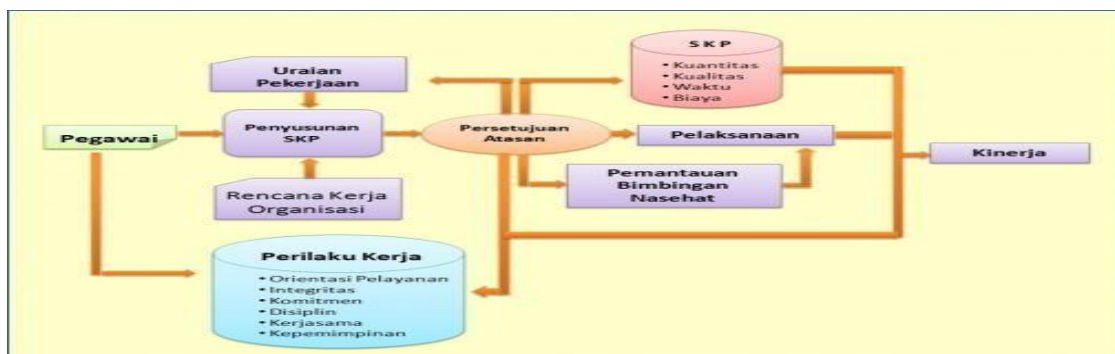 SKP
• Kuantitas
• Kualitas
• Waktu
• Biaya
Uraian
Pekerjaan
Pegawai
Penyusunan
SKP
Persetujuan
Atasan
Pelaksanaan
Kinerja
Pemantauan
Bimbingan
Nasehat
Rencana Kerja
Organisasi
Perilaku Kerja
• Orientasi Pelayanan
• Integritas
• Komitmen
• Disiplin
• Kerjasama
• Kepemimpinan